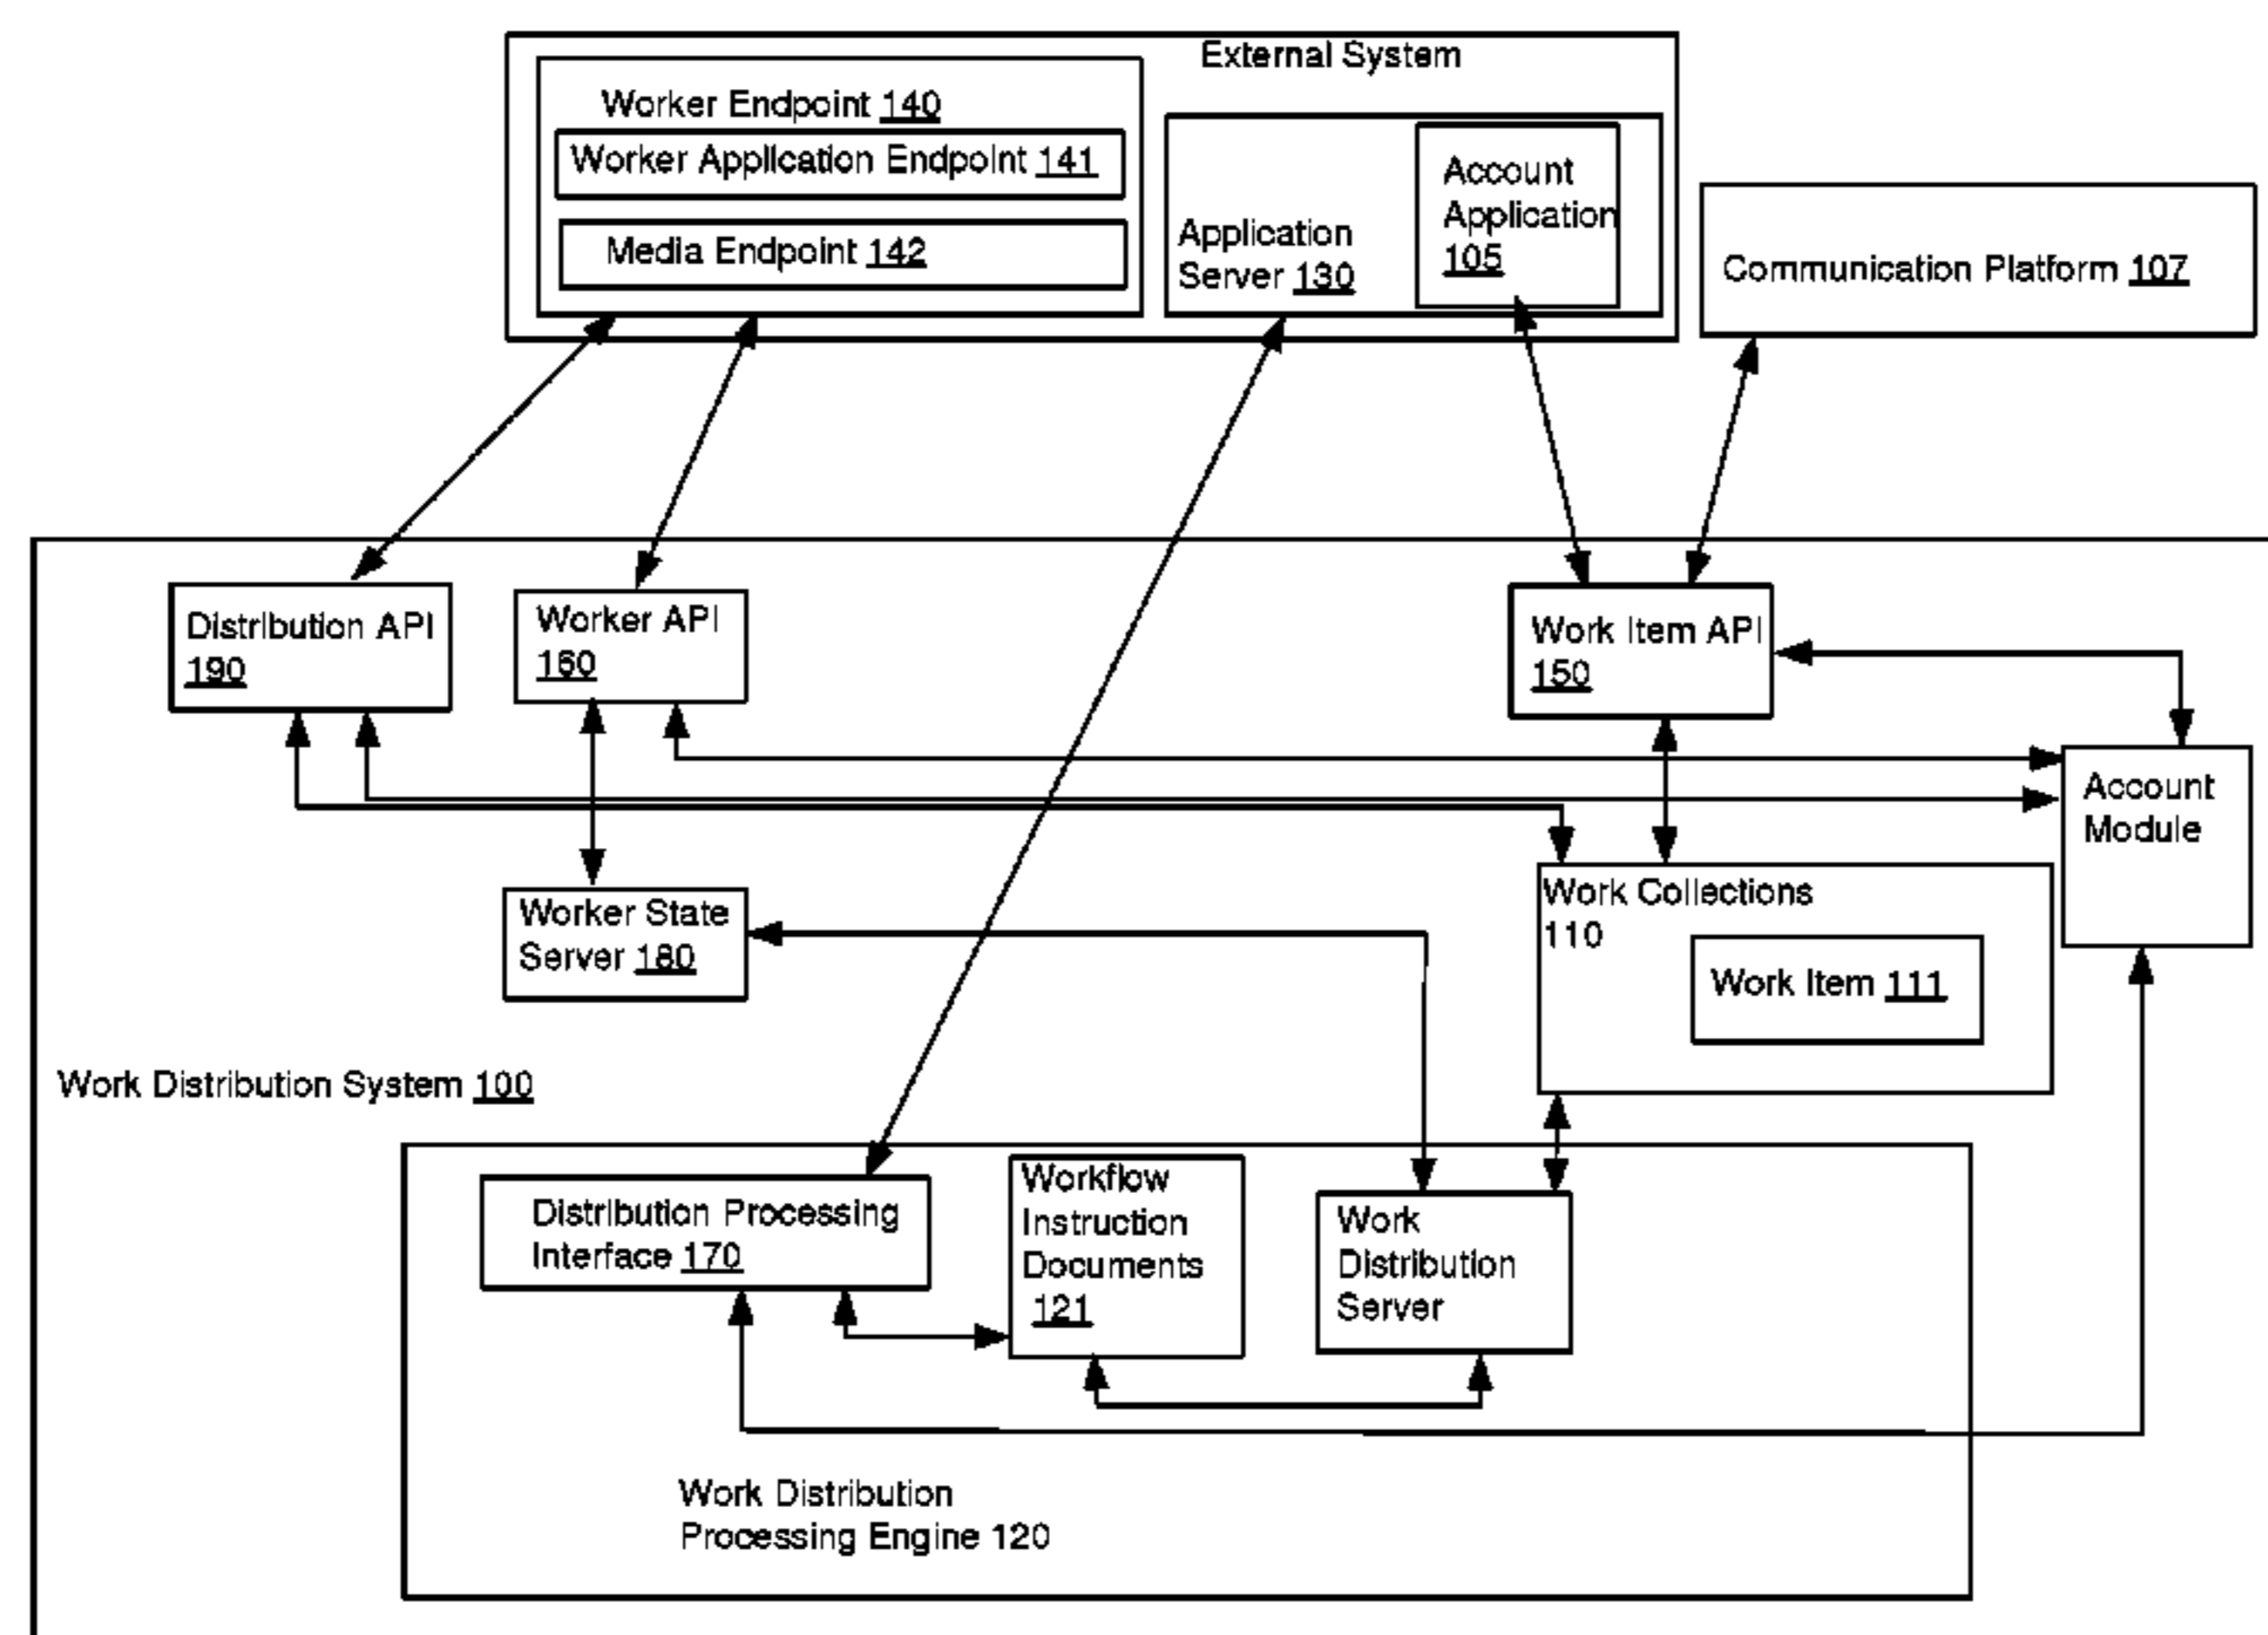 External System
Worker Endpoint 140
Worker Application Endpoint 141
Media Endpoint 142
Application
Server 130
Account
Application
105
Communication Platform 107
Distribution API
190
Worker API
160
Work Item API
150
Account
Module
Worker State
Server 180
Work Collections
110
Work Item 111
Work Distribution System 100
Distribution Processing
Interface 170
Workflow
Instruction
Documents
121
Work
Distribution
Server
Work Distribution
Processing Engine 120